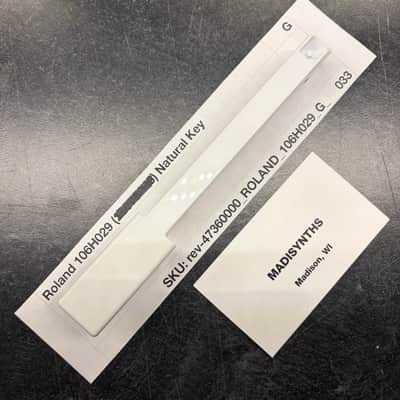 G
Roland 106H029 ( ) Natural Key
SKU: rev-47360000_ROLAND_106H029_G_ 033
MADISYNTHS
Madison, WI